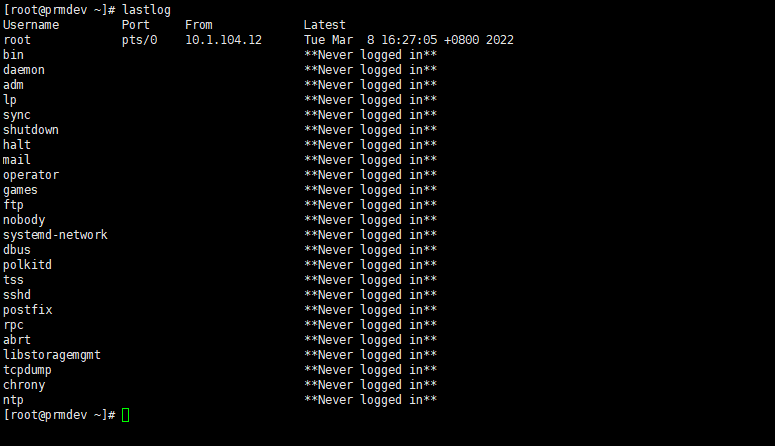 [root@prmdev ~]# lastlog
Username         Port     From             Latest
root             pts/0    10.1.104.12      Tue Mar  8 16:27:05 +0800 2022
bin                                        **Never logged in**
daemon                                     **Never logged in**
adm                                        **Never logged in**
lp                                         **Never logged in**
sync                                       **Never logged in**
shutdown                                   **Never logged in**
halt                                       **Never logged in**
mail                                       **Never logged in**
operator                                   **Never logged in**
games                                      **Never logged in**
ftp                                        **Never logged in**
nobody                                     **Never logged in**
systemd-network                            **Never logged in**
dbus                                       **Never logged in**
polkitd                                    **Never logged in**
tss                                        **Never logged in**
sshd                                       **Never logged in**
postfix                                    **Never logged in**
rpc                                        **Never logged in**
abrt                                       **Never logged in**
libstoragemgmt                             **Never logged in**
tcpdump                                    **Never logged in**
chrony                                     **Never logged in**
ntp                                        **Never logged in**
[root@prmdev ~]#